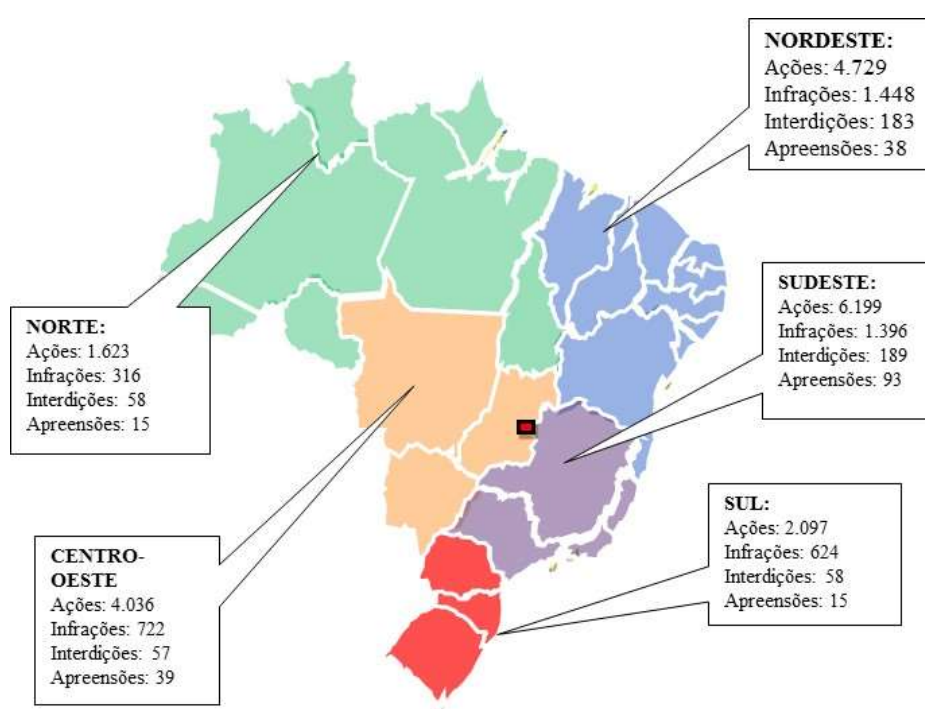 NORDESTE:
Ações: 4.729
Infrações: 1.448
Interdições: 183
Apreensões: 38
SUDESTE:
Ações: 6.199
Infrações: 1.396
Interdições: 189
Apreensões: 93
NORTE:
Ações: 1.623
Infrações: 316
Interdições: 58
Apreensões: 15
SUL:
Ações: 2.097
Infrações: 624
Interdições: 58
Apreensões: 15
CENTRO-
OESTE
Ações: 4.036
Infrações: 722
Interdições: 57
Apreensões: 39